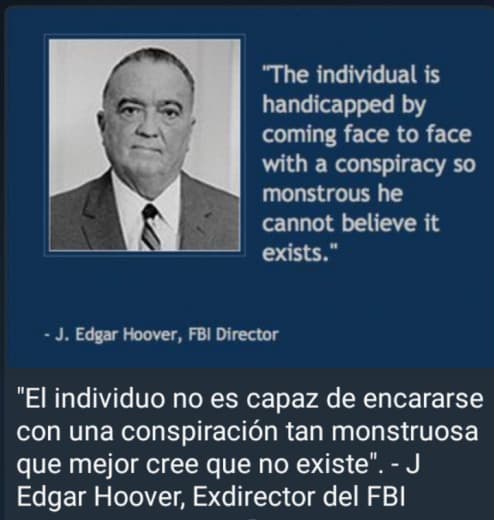 "The individual is
handicapped by
coming face to face
with a conspiracy so
monstrous he
cannot believe it
exists."
- J. Edgar Hoover, FBI Director
"El individuo no es capaz de encararse
con una conspiración tan monstruosa
que mejor cree que no existe". - J
Edgar Hoover, Exdirector del FBI